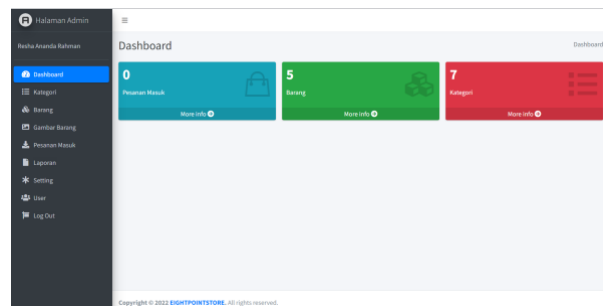 R Halaman Admin
Resha Ananda Rahman
Dashboard
Kategori
Barang
Gambar Barang
Pesanan Masuk
Laporan
Setting
User
Log Out
Dashboard
Dashboard
0
Pesanan Masuk
More info
5
Barang
More info
7
Kategori
More info
Copyright © 2022 EIGHTPOINTSTORE. All rights reserved.